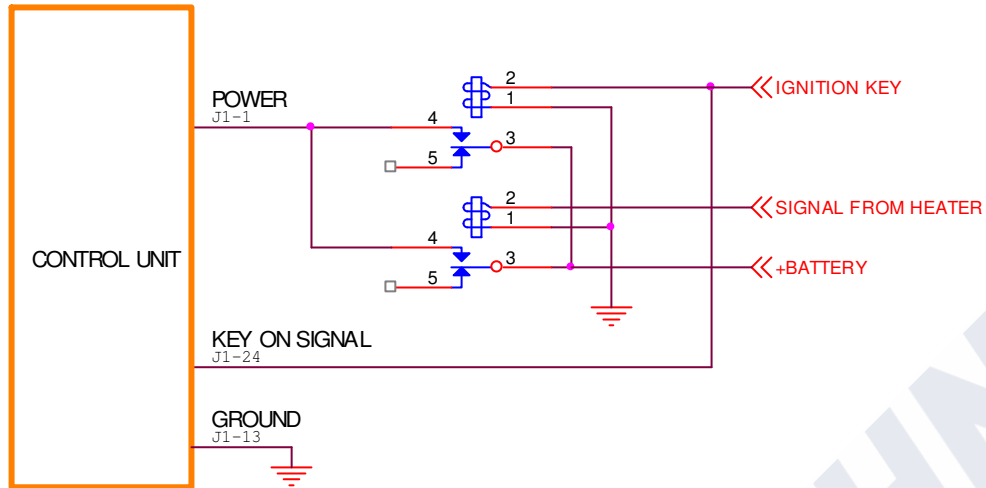 2
IGNITION KEY
POWER
J1-1
1
4
3
5
2
SIGNAL FROM HEATER
1
4
CONTROL UNIT
3
+BATTERY
5
KEY ON SIGNAL
J1-24
GROUND
J1-13